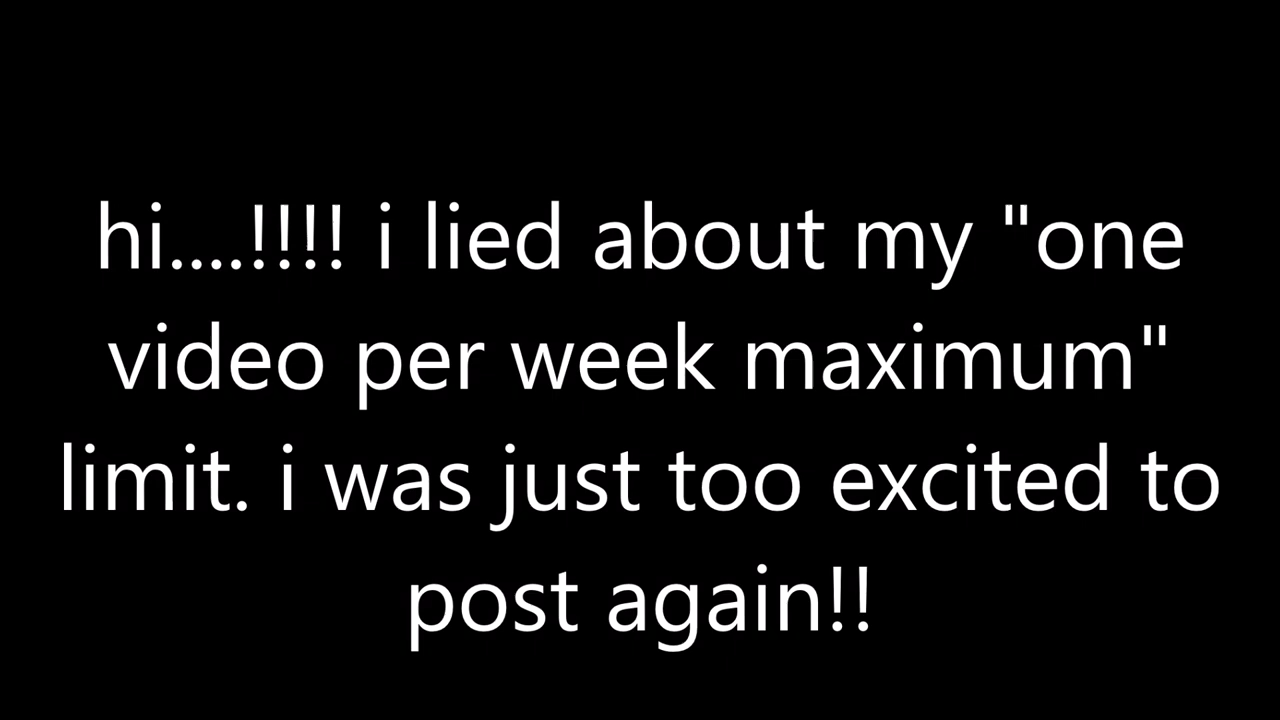 hi....!!!! i lied about my "one
video per week maximum"
limit. i was just too excited to
post again!!